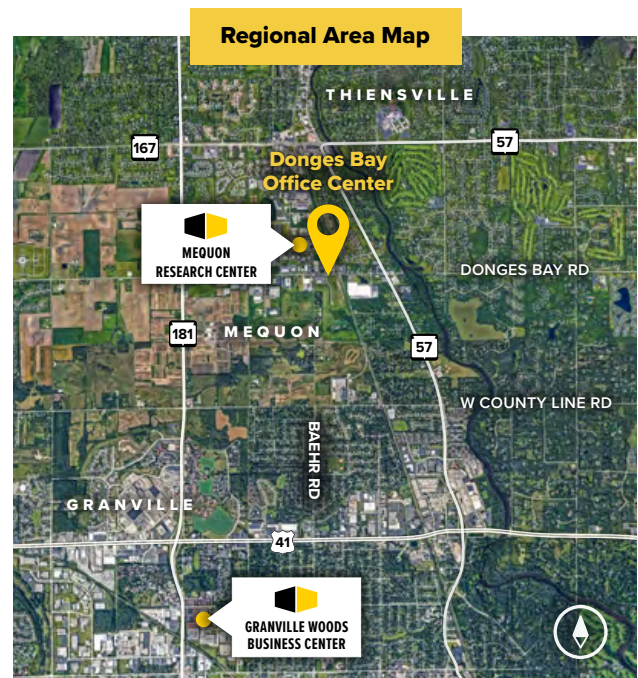 Regional Area Map
THIENSVILLE
167
57
Donges Bay
Office Center
MEQUON
RESEARCH CENTER
DONGES BAY RD
181
MEQUON
57
W COUNTY LINE RD
BAEHR RD
GRANVILLE
41
GRANVILLE WOODS
BUSINESS CENTER